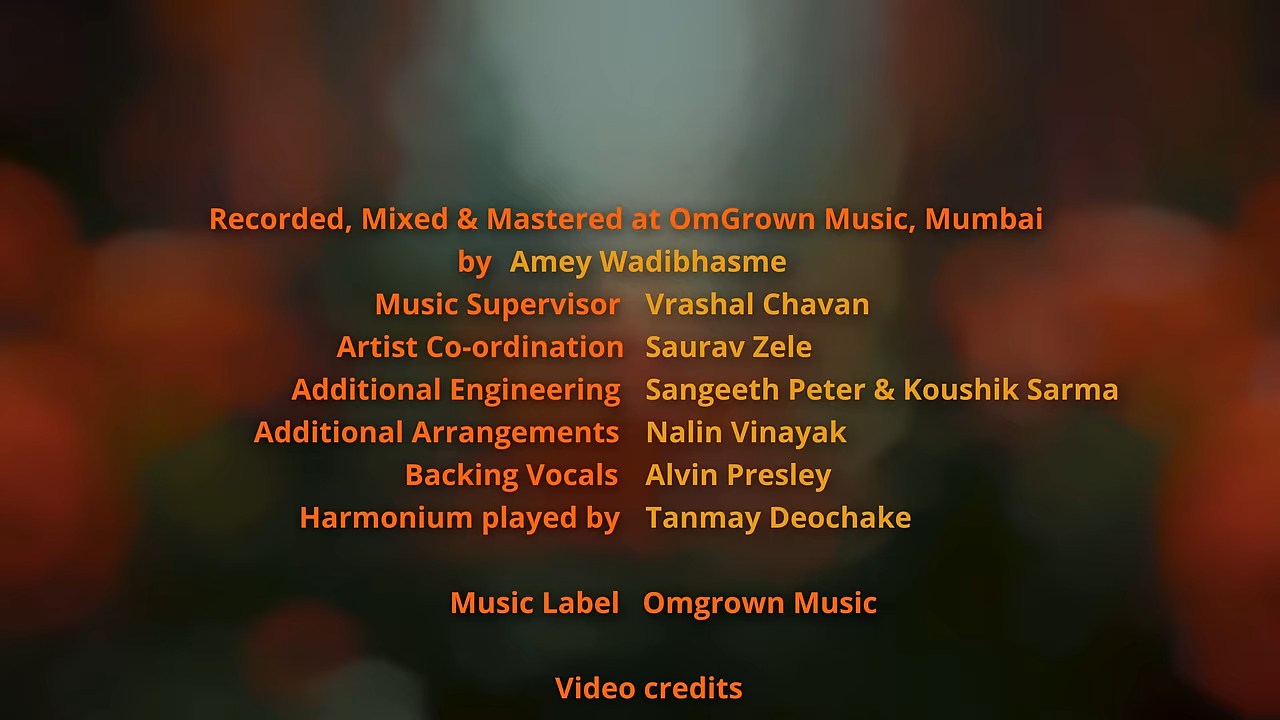 Recorded, Mixed & Mastered at OmGrown Music, Mumbai
by Amey Wadibhasme
Music Supervisor Vrashal Chavan
Artist Co-ordination Saurav Zele
Additional Engineering Sangeeth Peter & Koushik Sarma
Additional Arrangements Nalin Vinayak
Backing Vocals Alvin Presley
Harmonium played by Tanmay Deochake
Music Label Omgrown Music
Video credits